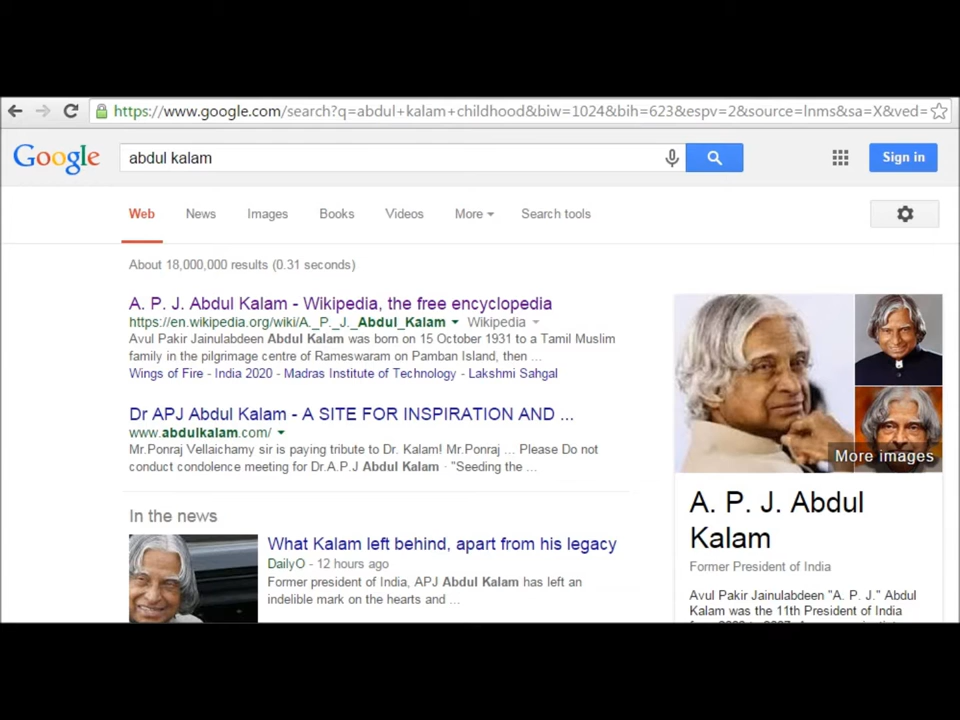 https://www.google.com/search?q=abdul+kalam+childhood&biw=1024&bih=623&espv=2&source=lnms&sa=X&ved=
Google
abdul kalam
Sign in
Web News Images Books Videos More Search tools
About 18,000,000 results (0.31 seconds)
A. P. J. Abdul Kalam - Wikipedia, the free encyclopedia
https://en.wikipedia.org/wiki/A._P._J._Abdul_Kalam Wikipedia
Avul Pakir Jainulabdeen Abdul Kalam was born on 15 October 1931 to a Tamil Muslim
family in the pilgrimage centre of Rameswaram on Pamban Island, then ...
Wings of Fire - India 2020 - Madras Institute of Technology - Lakshmi Sahgal
Dr APJ Abdul Kalam - A SITE FOR INSPIRATION AND ...
www.abdulkalam.com/
Mr.Ponraj Vellaichamy sir is paying tribute to Dr. Kalam! Mr.Ponraj ... Please Do not
conduct condolence meeting for Dr.A.P.J Abdul Kalam · "Seeding the ...
In the news
What Kalam left behind, apart from his legacy
DailyO - 12 hours ago
Former president of India, APJ Abdul Kalam has left an
indelible mark on the hearts and ...
More images
A. P. J. Abdul
Kalam
Former President of India
Avul Pakir Jainulabdeen "A. P. J." Abdul
Kalam was the 11th President of India